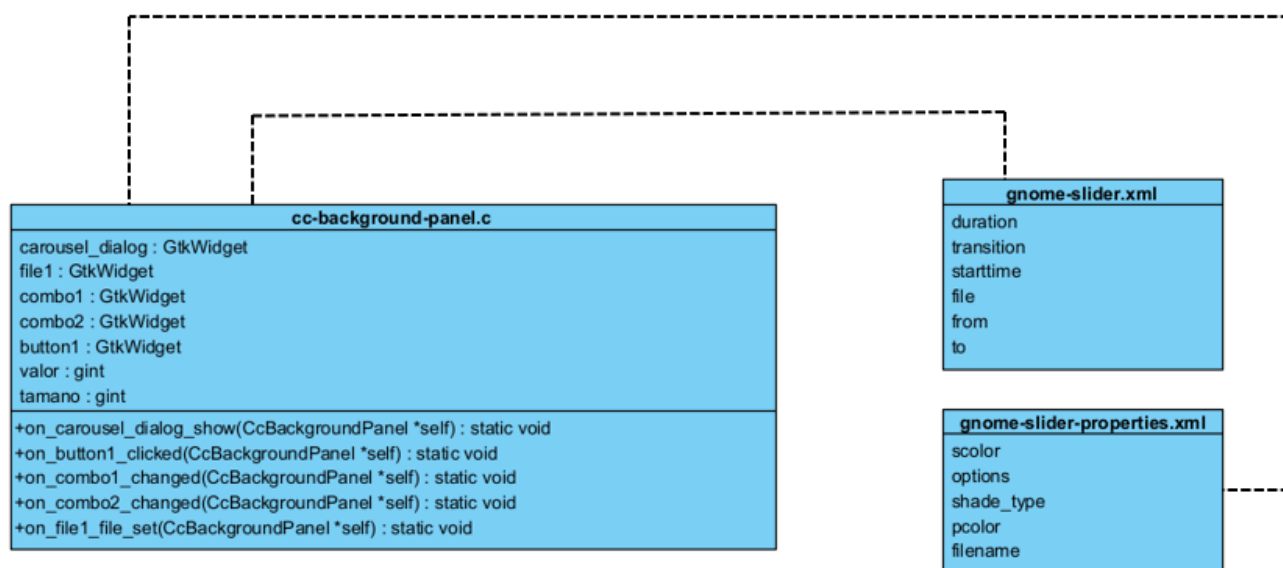 cc-background-panel.c
carousel_dialog : GtkWidget
file1 : GtkWidget
combo1 : GtkWidget
combo2 : GtkWidget
button1 : GtkWidget
valor : gint
tamano : gint
+on_carousel_dialog_show(CcBackgroundPanel *self) : static void
+on_button1_clicked(CcBackgroundPanel *self) : static void
+on_combo1_changed(CcBackgroundPanel *self) : static void
+on_combo2_changed(CcBackgroundPanel *self) : static void
+on_file1_file_set(CcBackgroundPanel *self) : static void
gnome-slider.xml
duration
transition
starttime
file
from
to
gnome-slider-properties.xml
scolor
options
shade_type
pcolor
filename